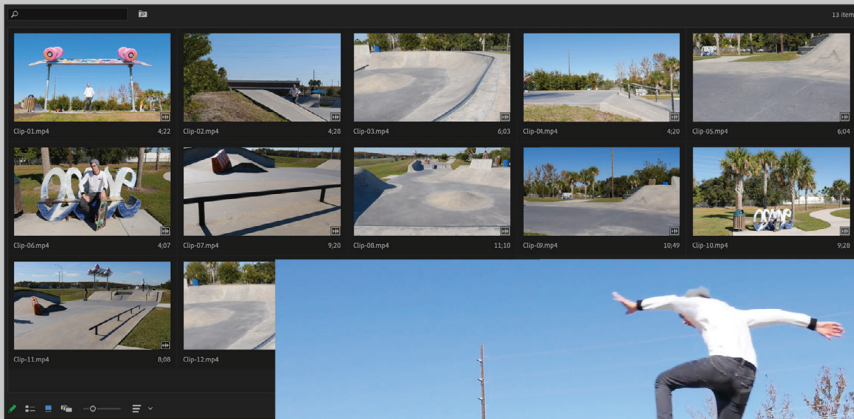 13 item
Clip-01.mp4 4;22
Clip-02.mp4 4;28
Clip-03.mp4 6;03
Clip-04.mp4 4;20
Clip-05.mp4 6;04
Clip-06.mp4 4;07
Clip-07.mp4 9;20
Clip-08.mp4 11;10
Clip-09.mp4 10;49
Clip-10.mp4 9;28
Clip-11.mp4 8;08
Clip-12.mp4